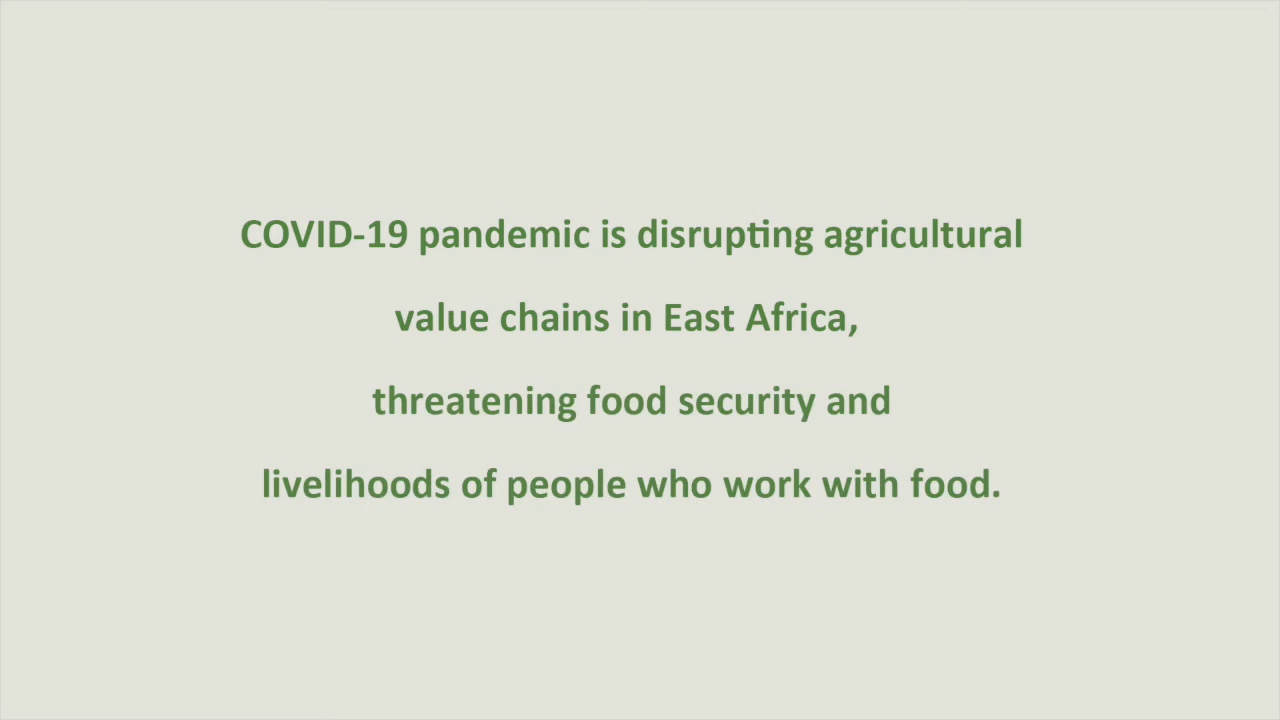 COVID-19 pandemic is disrupting agricultural
value chains in East Africa,
threatening food security and
livelihoods of people who work with food.